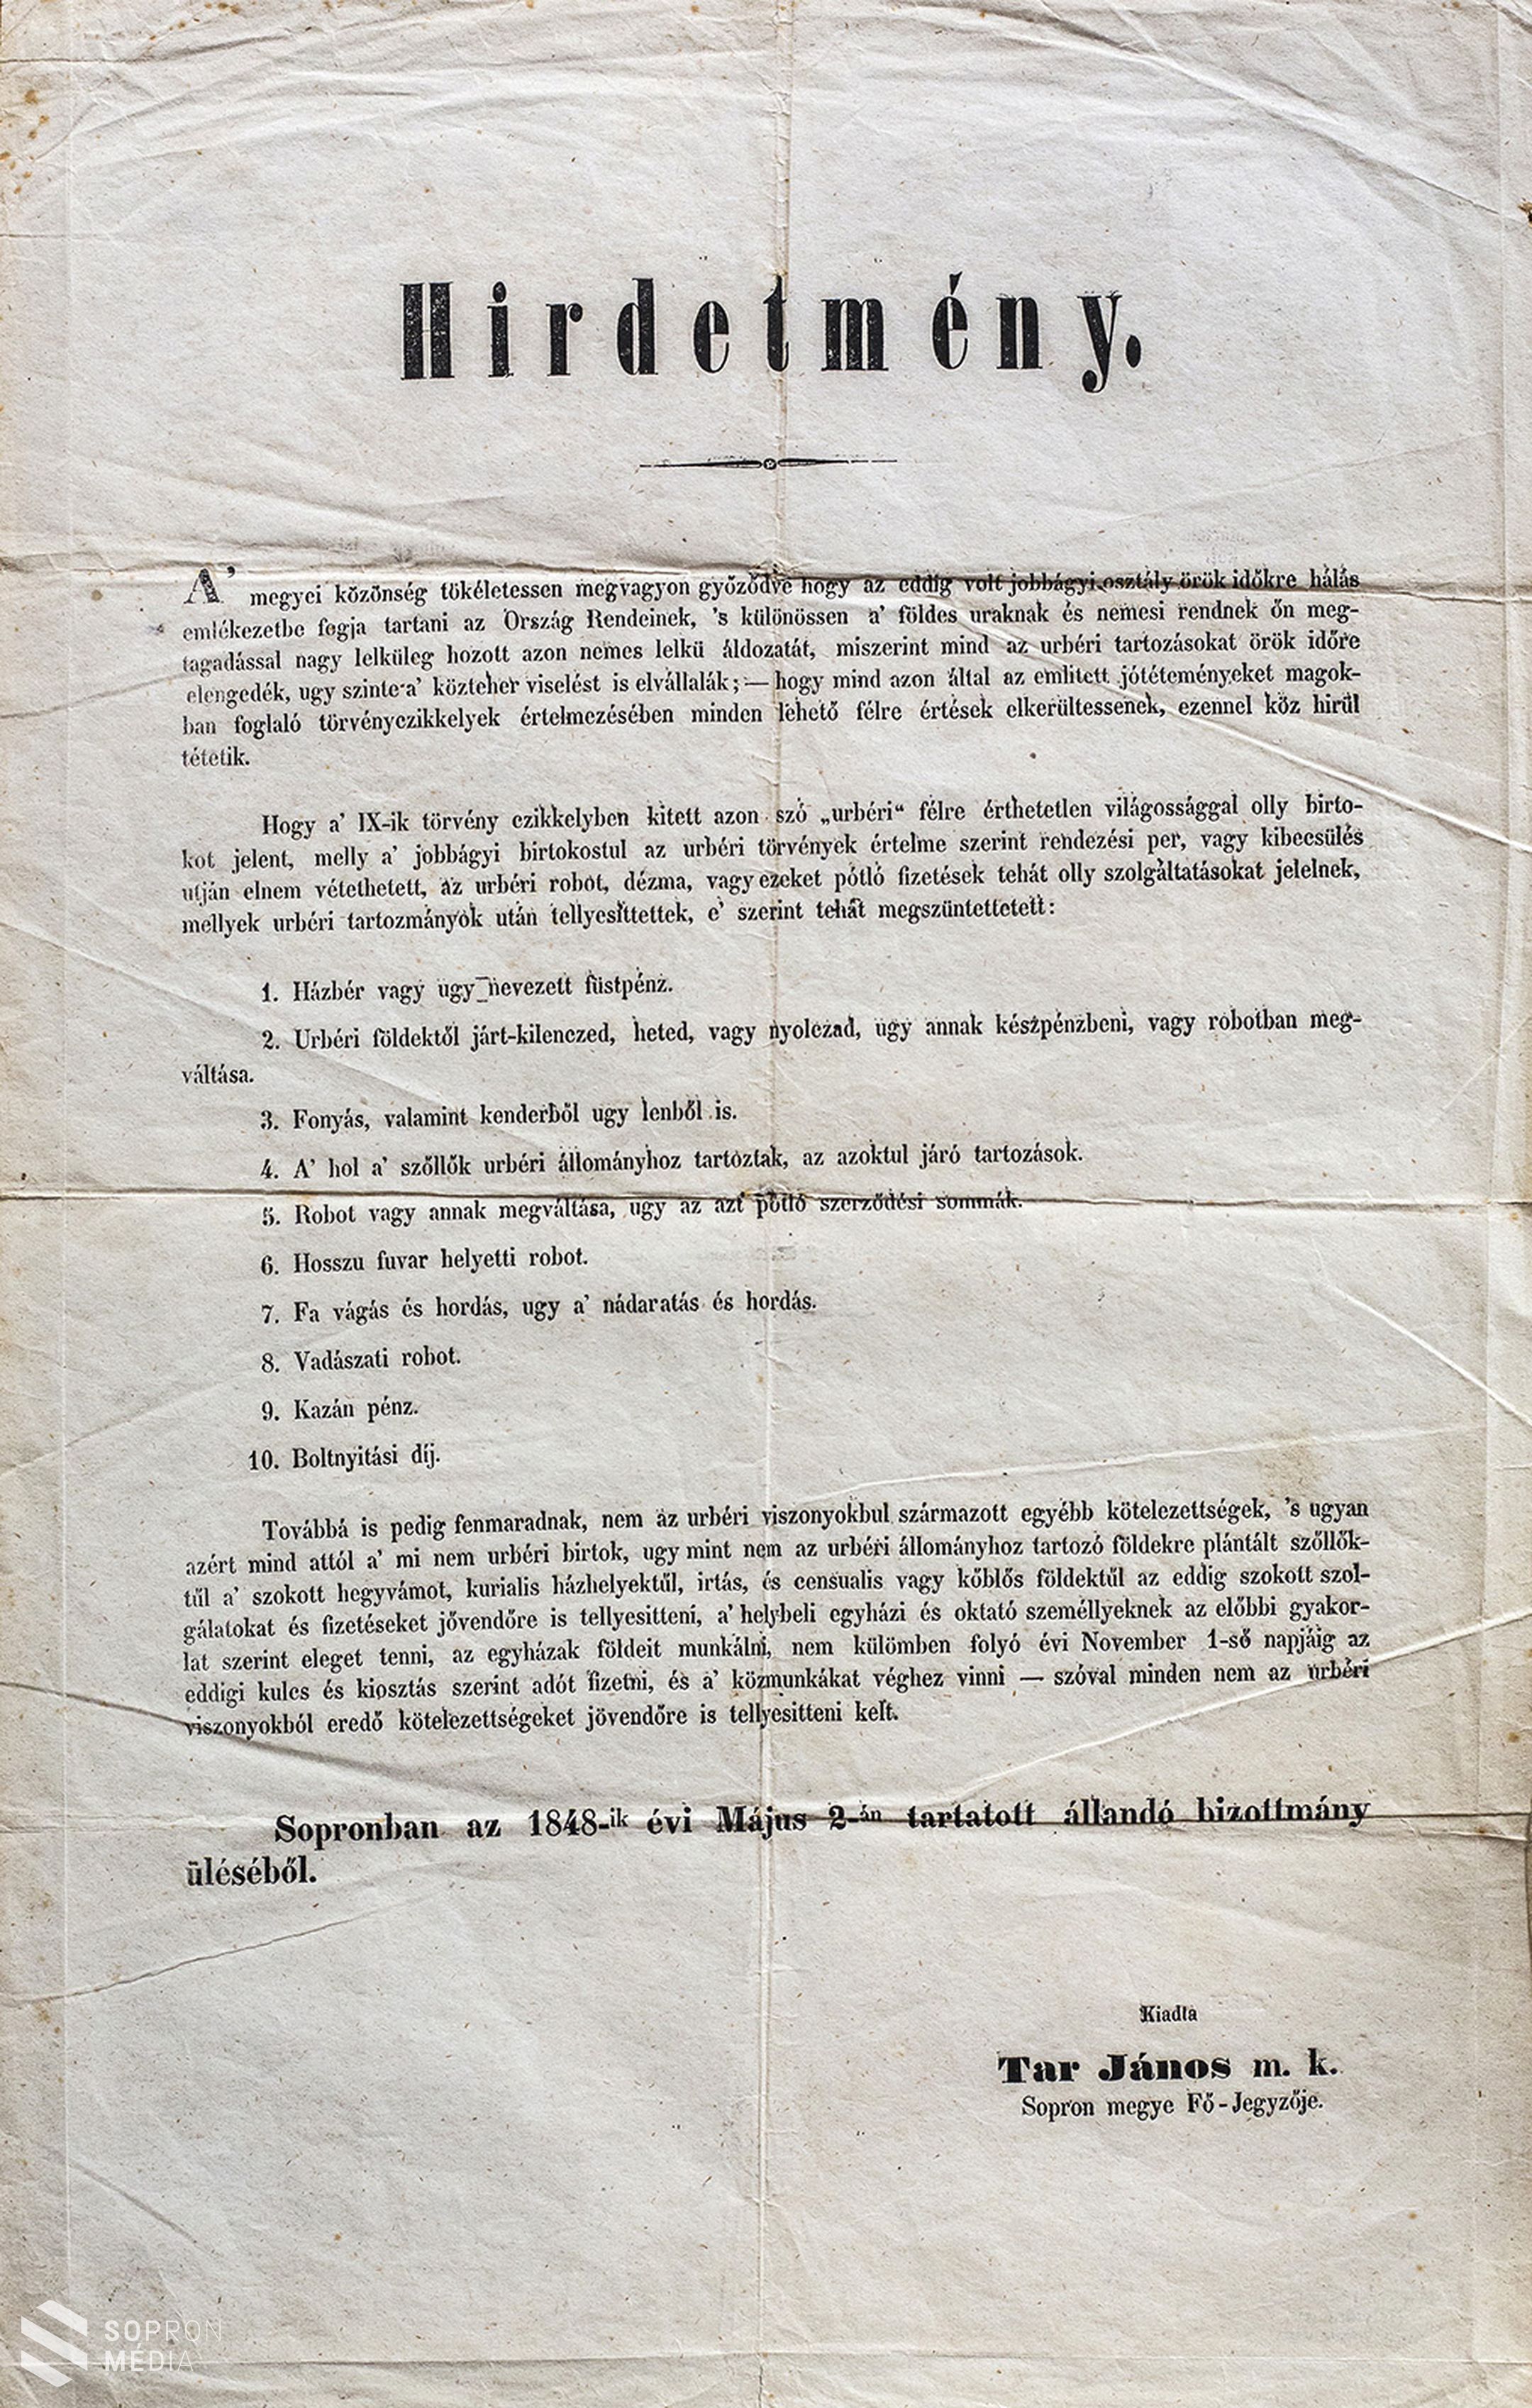 Hirdetmény.
A' megyei közönség tökéletessen megvagyon győződve hogy az eddig volt jobbágyi osztály örök időkre hálás
emlékezetbe fogja tartani az Ország Rendeinek, 's különössen a' földes uraknak és nemesi rendnek őn meg-
tagadással nagy lelküleg hozott azon nemes lelkü áldozatát, miszerint mind az urbéri tartozásokat örök időre
elengedék, ugy szinte a' közteher viselést is elvállalák; — hogy mind azon által az emlitett jótéteményeket magok-
ban foglaló törvényczikkelyek értelmezésében minden lehető félre értések elkerültessenek, ezennel köz hirül
tétetik.
Hogy a' IX-ik törvény czikkelyben kitett azon szó „urbéri“ félre érthetetlen világossággal olly birto-
kot jelent, melly a' jobbágyi birtokostul az urbéri törvények értelme szerint rendezési per, vagy kibecsülés
utján elnem vétethetett, az urbéri robot, dézma, vagy ezeket pótló fizetések tehát olly szolgáltatásokat jelelnek,
mellyek urbéri tartozmányok után tellyesittettek, e' szerint tehát megszüntettetett:
1. Házbér vagy ugy nevezett füstpénz.
2. Urbéri földektől járt-kilenczed, heted, vagy nyolczad, ugy annak készpénzbeni, vagy robotban meg-
váltása.
3. Fonyás, valamint kenderből ugy lenből is.
4. A' hol a' szőllők urbéri állományhoz tartoztak, az azoktul járó tartozások.
5. Robot vagy annak megváltása, ugy az azt pótló szerződési sommák.
6. Hosszu fuvar helyetti robot.
7. Fa vágás és hordás, ugy a' nádaratás és hordás.
8. Vadászati robot.
9. Kazán pénz.
10. Boltnyitási díj.
Továbbá is pedig fenmaradnak, nem az urbéri viszonyokbul származott egyébb kötelezettségek, 's ugyan
azért mind attól a' mi nem urbéri birtok, ugy mint nem az urbéri állományhoz tartozó földekre plántált szőllők-
tűl a' szokott hegyvámot, kurialis házhelyektűl, irtás, és censualis vagy kőblős földektűl az eddig szokott szol-
gálatokat és fizetéseket jővendőre is tellyesitteni, a' helybeli egyházi és oktató személlyeknek az előbbi gyakor-
lat szerint eleget tenni, az egyházak földeit munkálni, nem külömben folyó évi November 1-ső napjáig az
eddigi kulcs és kiosztás szerint adót fizetni, és a' közmunkákat véghez vinni — szóval minden nem az urbéri
viszonyokból eredő kötelezettségeket jövendőre is tellyesitteni kelt.
Sopronban az 1848-ik évi Május 2-án tartatott állandó bizottmány
üléséből.
Kiadta
Tar János m. k.
Sopron megye Fő-Jegyzője.
SOPRON
MÉDIA